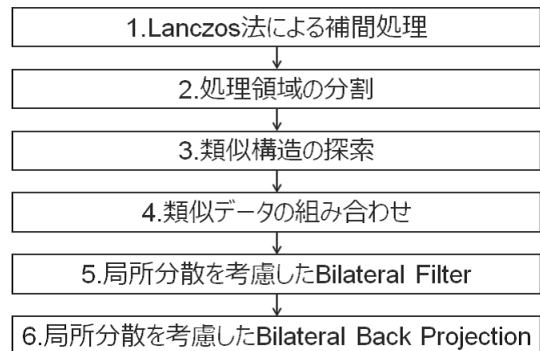 1.Lanczos法による補間処理
2.処理領域の分割
3.類似構造の探索
4.類似データの組み合わせ
5.局所分散を考慮したBilateral Filter
6.局所分散を考慮したBilateral Back Projection